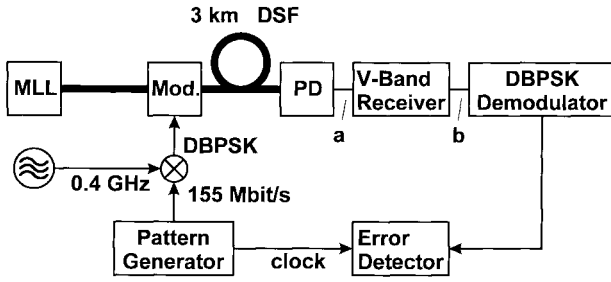 3 km DSF
MLL
Mod.
PD
V-Band
Receiver
DBPSK
Demodulator
a
b
DBPSK
0.4 GHz
155 Mbit/s
Pattern
Generator
clock
Error
Detector